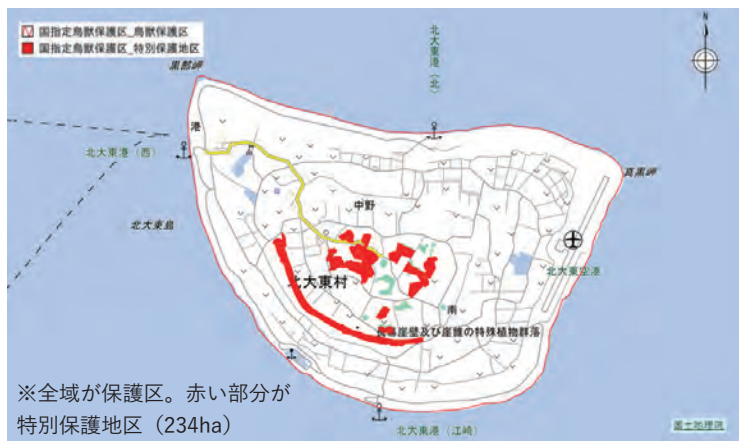 国指定鳥獣保護区_鳥獣保護区
国指定鳥獣保護区_特別保護地区
黒部岬
北大東港(北)
N
港
北大東港(西)
真黒岬
中野
北大東島
北大東村
北大東空港
南
長幕崖壁及び崖錐の特殊植物群落
※全域が保護区。赤い部分が
特別保護地区(234ha)
北大東港(江崎)
国土地理院